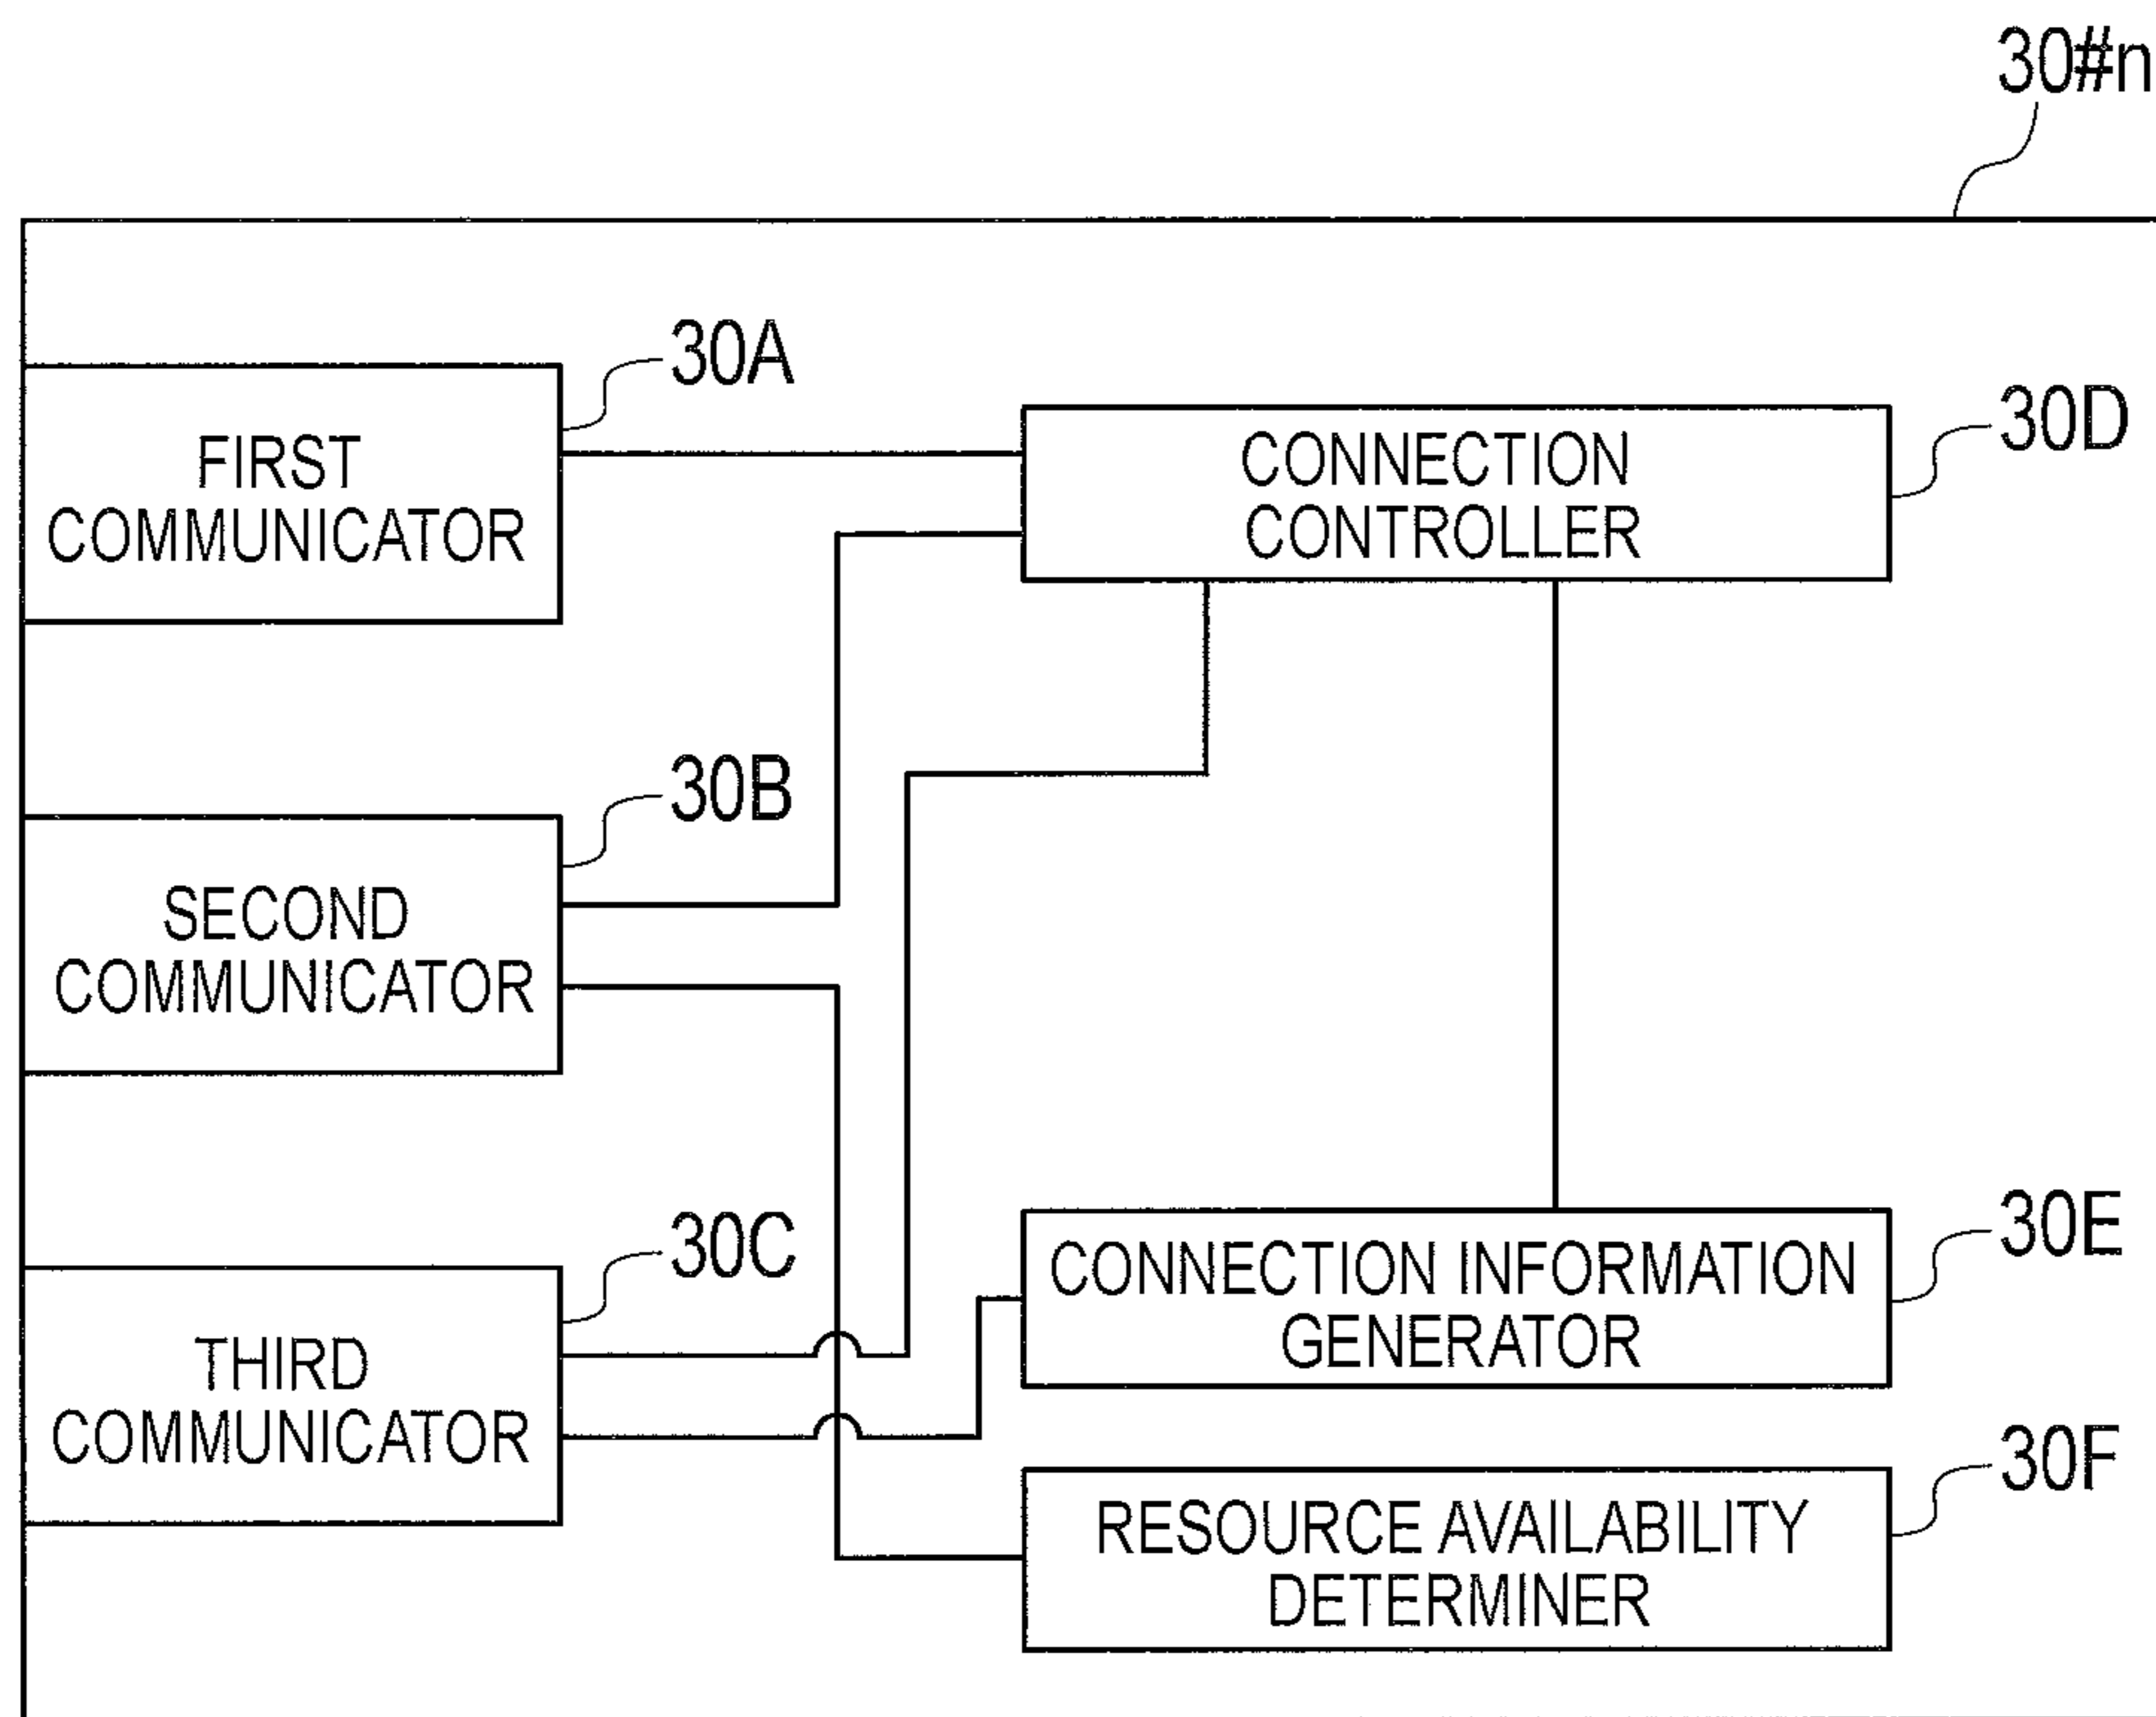 30#n
30A
FIRST
COMMUNICATOR
CONNECTION
CONTROLLER
30D
30B
SECOND
COMMUNICATOR
30C
THIRD
COMMUNICATOR
CONNECTION INFORMATION
GENERATOR
30E
RESOURCE AVAILABILITY
DETERMINER
30F